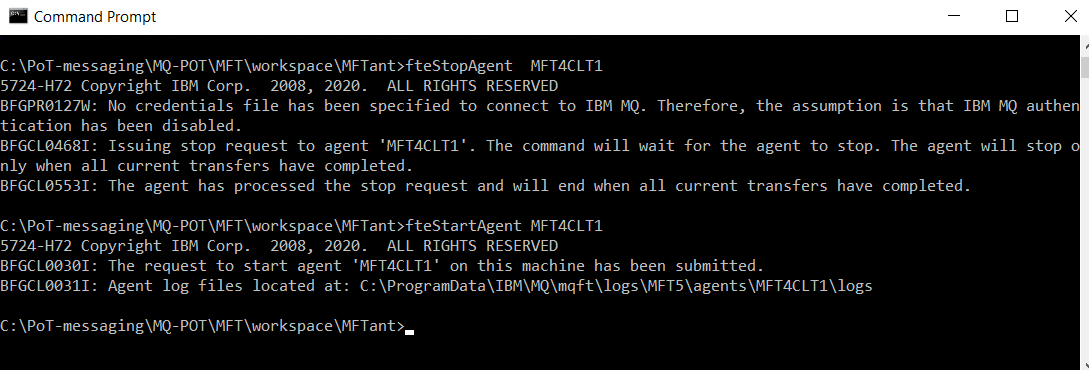 Command Prompt
C:\PoT-messaging\MQ-POT\MFT\workspace\MFTant>fteStopAgent  MFT4CLT1
5724-H72 Copyright IBM Corp.  2008, 2020.  ALL RIGHTS RESERVED
BFGPR0127W: No credentials file has been specified to connect to IBM MQ. Therefore, the assumption is that IBM MQ authen
tication has been disabled.
BFGCL0468I: Issuing stop request to agent 'MFT4CLT1'. The command will wait for the agent to stop. The agent will stop o
nly when all current transfers have completed.
BFGCL0553I: The agent has processed the stop request and will end when all current transfers have completed.
C:\PoT-messaging\MQ-POT\MFT\workspace\MFTant>fteStartAgent MFT4CLT1
5724-H72 Copyright IBM Corp.  2008, 2020.  ALL RIGHTS RESERVED
BFGCL0030I: The request to start agent 'MFT4CLT1' on this machine has been submitted.
BFGCL0031I: Agent log files located at: C:\ProgramData\IBM\MQ\mqft\logs\MFT5\agents\MFT4CLT1\logs
C:\PoT-messaging\MQ-POT\MFT\workspace\MFTant>